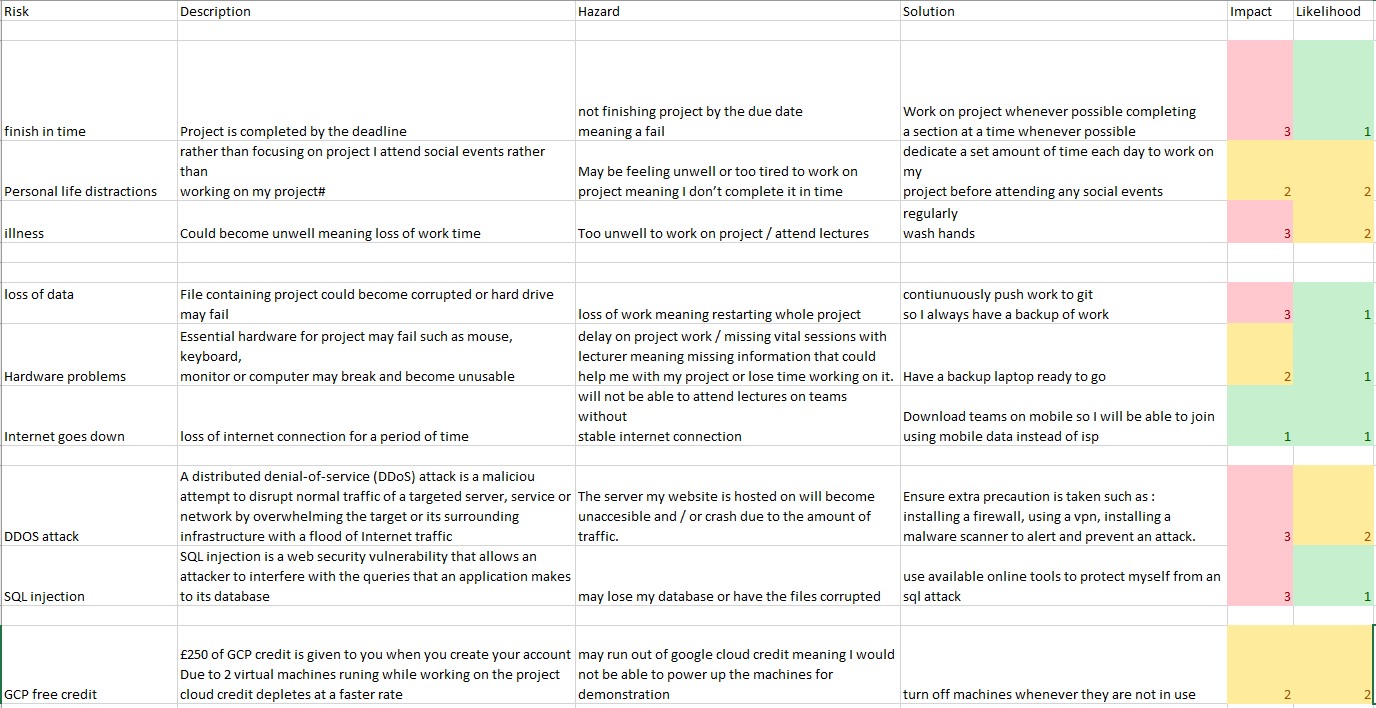 Risk Description Hazard Solution Impact Likelihood
not finishing project by the due date Work on project whenever possible completing
finish in time Project is completed by the deadline meaning a fail a section at a time whenever possible 3 1
rather than focusing on project I attend social events rather dedicate a set amount of time each day to work on
than May be feeling unwell or too tired to work on my
Personal life distractions working on my project# project meaning I don't complete it in time project before attending any social events 2 2
regularly
illness Could become unwell meaning loss of work time Too unwell to work on project / attend lectures wash hands 3 2
loss of data File containing project could become corrupted or hard drive contiunuously push work to git
may fail loss of work meaning restarting whole project so I always have a backup of work 3 1
Essential hardware for project may fail such as mouse, delay on project work / missing vital sessions with
keyboard, lecturer meaning missing information that could
Hardware problems monitor or computer may break and become unusable help me with my project or lose time working on it. Have a backup laptop ready to go 2 1
will not be able to attend lectures on teams
without Download teams on mobile so I will be able to join
Internet goes down loss of internet connection for a period of time stable internet connection using mobile data instead of isp 1 1
A distributed denial-of-service (DDoS) attack is a maliciou
attempt to disrupt normal traffic of a targeted server, service or The server my website is hosted on will become Ensure extra precaution is taken such as :
network by overwhelming the target or its surrounding unaccesible and / or crash due to the amount of installing a firewall, using a vpn, installing a
DDOS attack infrastructure with a flood of Internet traffic traffic. malware scanner to alert and prevent an attack. 3 2
SQL injection is a web security vulnerability that allows an
attacker to interfere with the queries that an application makes use available online tools to protect myself from an
SQL injection to its database may lose my database or have the files corrupted sql attack 3 1
£250 of GCP credit is given to you when you create your account may run out of google cloud credit meaning I would
Due to 2 virtual machines runing while working on the project not be able to power up the machines for
GCP free credit cloud credit depletes at a faster rate demonstration turn off machines whenever they are not in use 2 2